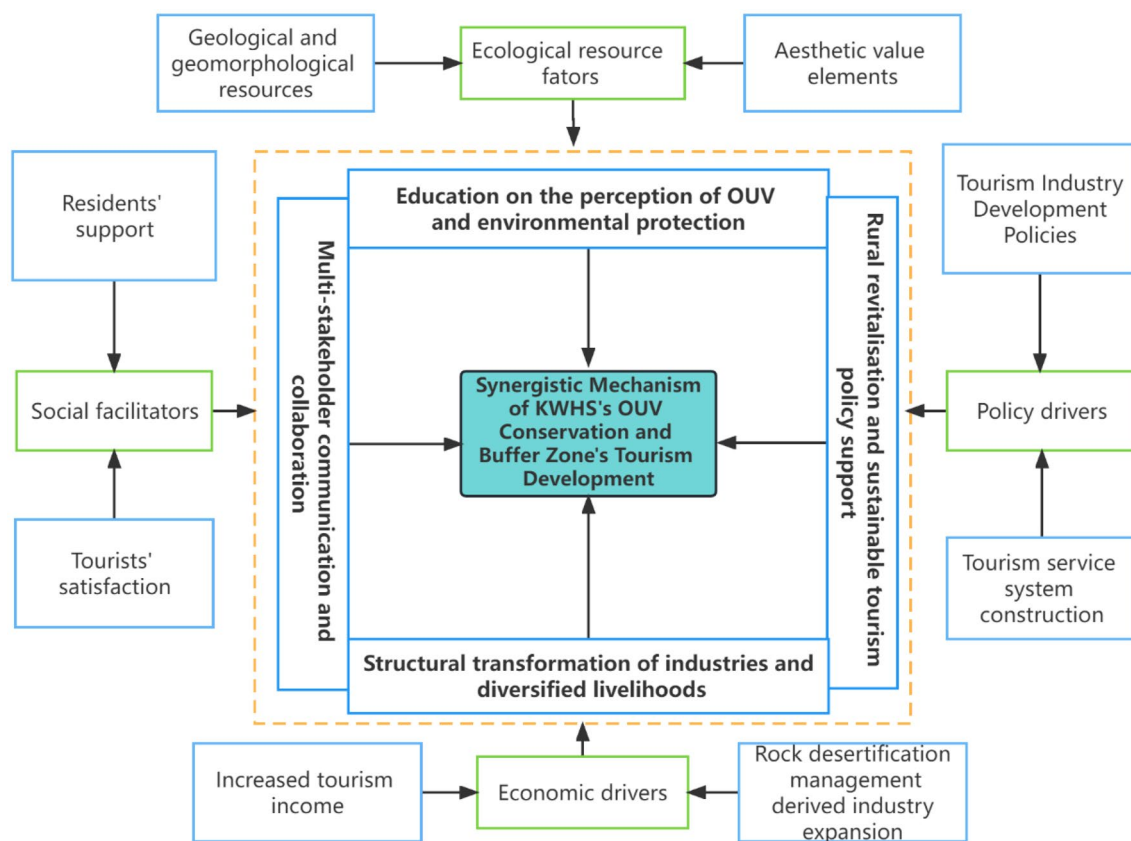 Geological and
geomorphological
resources
Ecological resource
fators
Aesthetic value
elements
Residents'
support
Social facilitators
Tourists'
satisfaction
Multi-stakeholder communication and
collaboration
Education on the perception of OUV
and environmental protection
Synergistic Mechanism
of KWHS's OUV
Conservation and
Buffer Zone's Tourism
Development
Structural transformation of industries and
diversified livelihoods
Rural revitalisation and sustainable tourism
policy support
Tourism Industry
Development
Policies
Policy drivers
Tourism service
system
construction
Increased tourism
income
Economic drivers
Rock desertification
management
derived industry
expansion